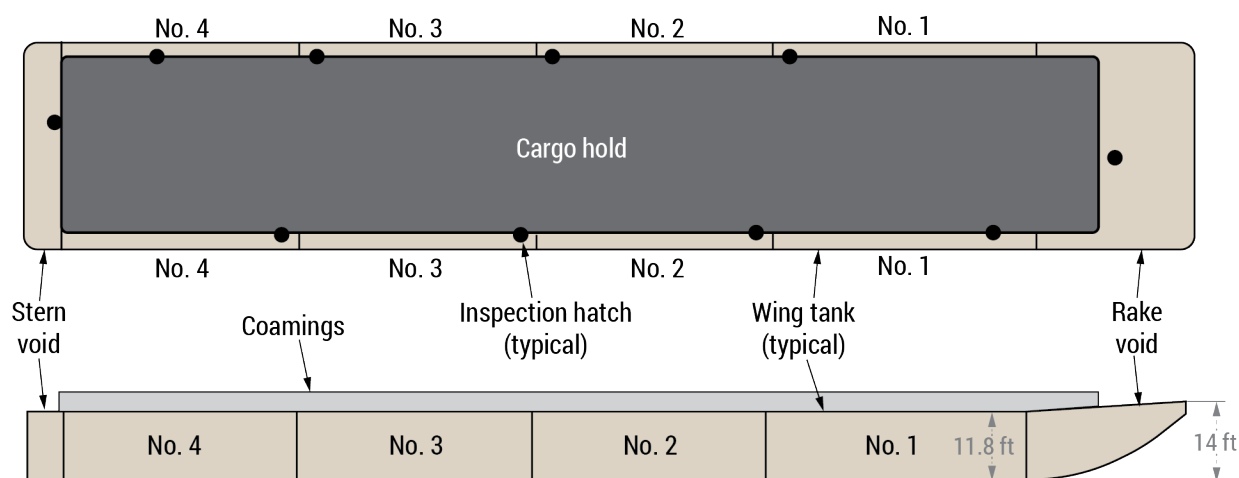 No. 4
No. 3
No. 2
No. 1
Cargo hold
No. 4
No. 3
No. 2
No. 1
Stern
void
Coamings
Inspection hatch
(typical)
Wing tank
(typical)
Rake
void
No. 4
No. 3
No. 2
No. 1
11.8 ft
14 ft